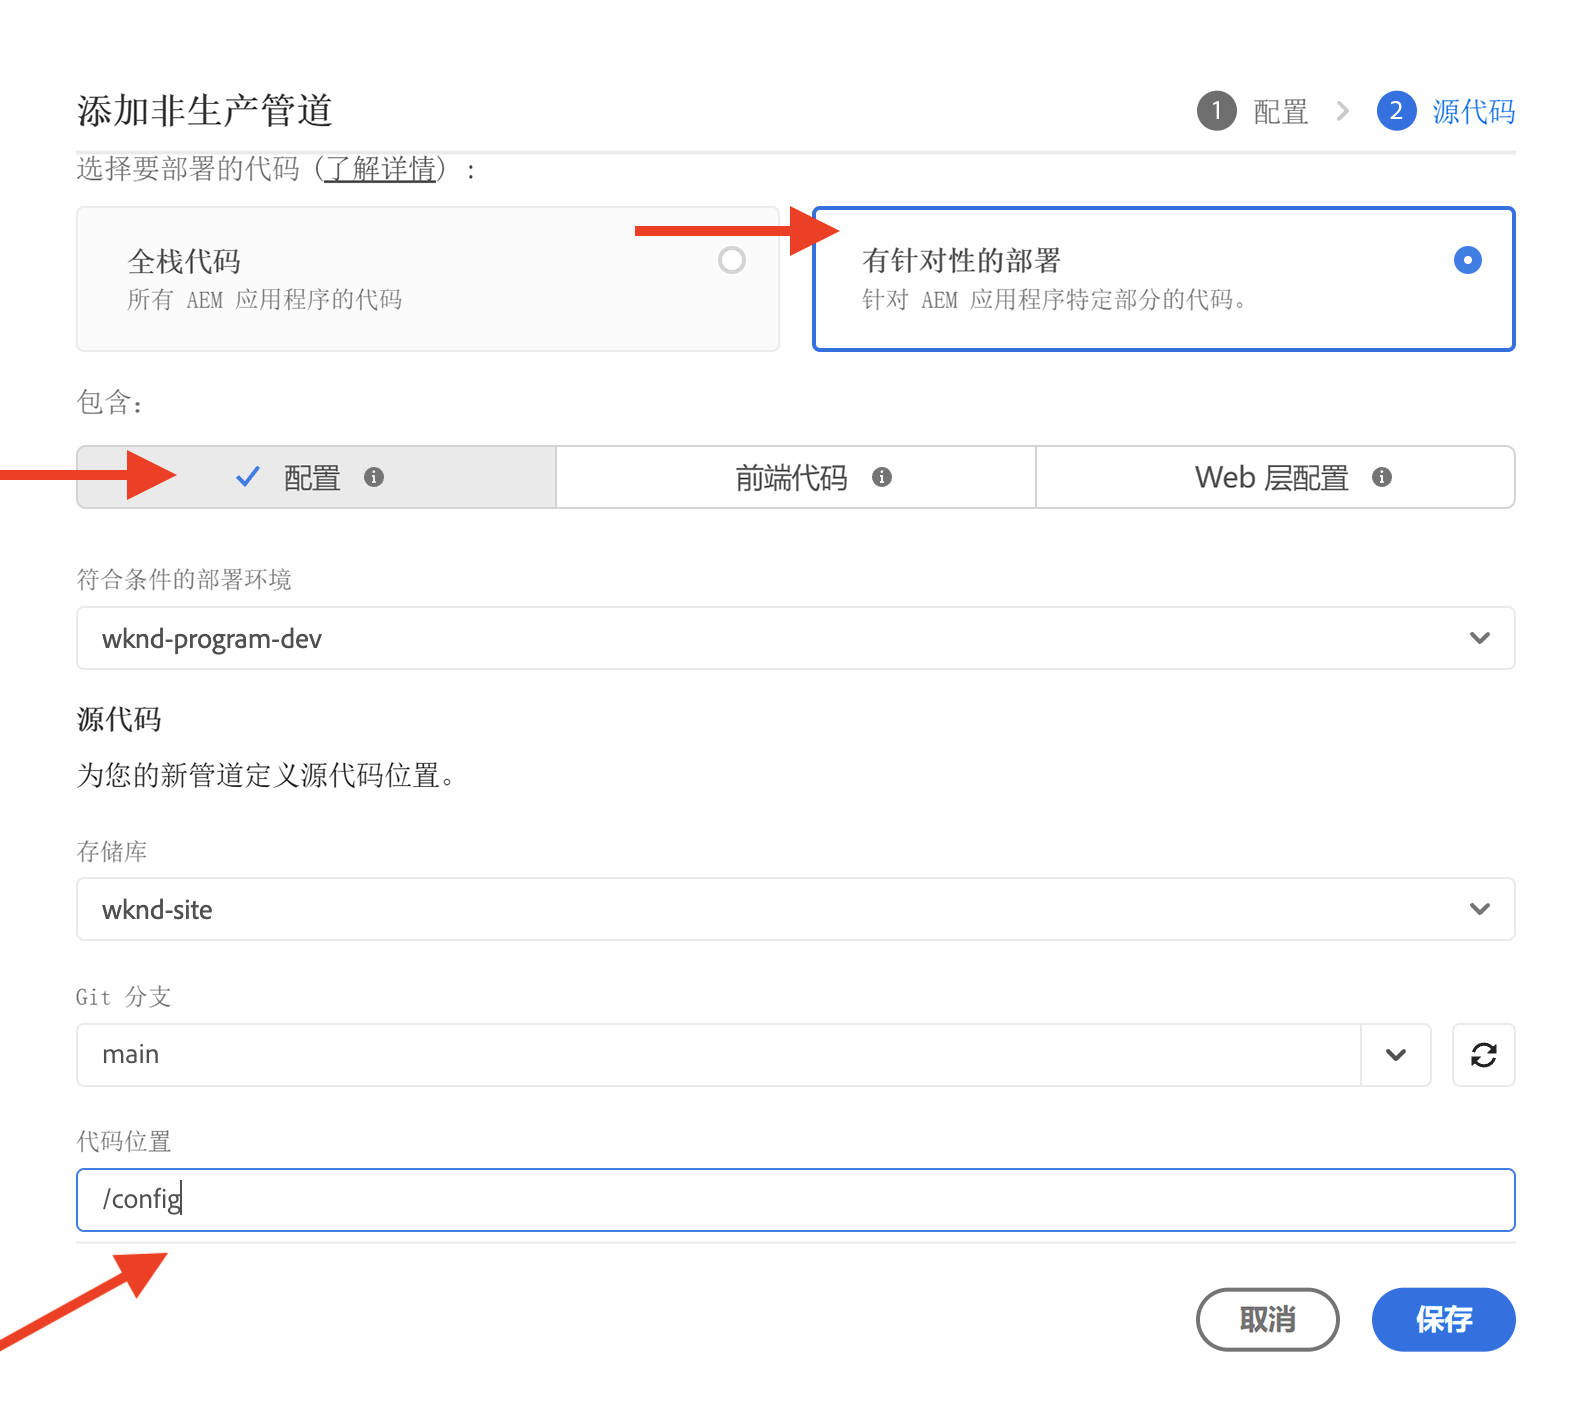 添加非生产管道
1 配置 2 源代码
选择要部署的代码（了解详情）:
全栈代码
所有 AEM 应用程序的代码
有针对性的部署
针对 AEM 应用程序特定部分的代码。
包含:
配置
前端代码
Web 层配置
符合条件的部署环境
wknd-program-dev
源代码
为您的新管道定义源代码位置。
存储库
wknd-site
Git 分支
main
代码位置
/config
取消
保存